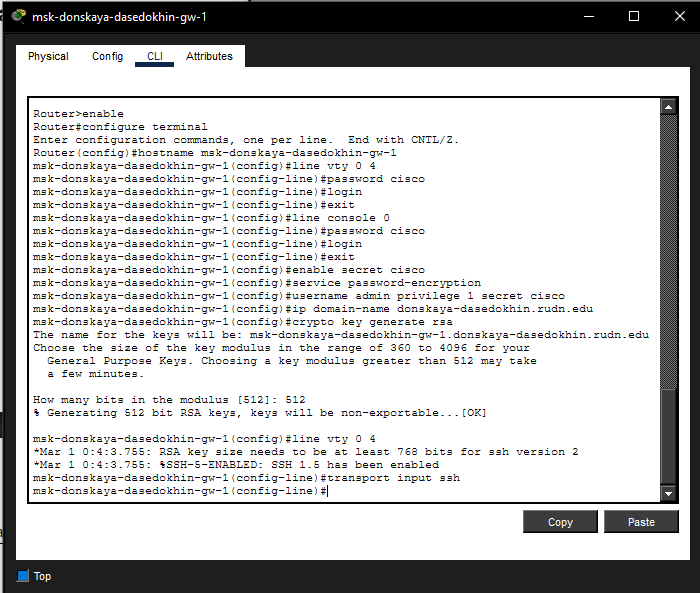 msk-donskaya-dasedokhin-gw-1
Physical Config CLI Attributes
Router>enable
Router#configure terminal
Enter configuration commands, one per line.  End with CNTL/Z.
Router(config)#hostname msk-donskaya-dasedokhin-gw-1
msk-donskaya-dasedokhin-gw-1(config)#line vty 0 4
msk-donskaya-dasedokhin-gw-1(config-line)#password cisco
msk-donskaya-dasedokhin-gw-1(config-line)#login
msk-donskaya-dasedokhin-gw-1(config-line)#exit
msk-donskaya-dasedokhin-gw-1(config)#line console 0
msk-donskaya-dasedokhin-gw-1(config-line)#password cisco
msk-donskaya-dasedokhin-gw-1(config-line)#login
msk-donskaya-dasedokhin-gw-1(config-line)#exit
msk-donskaya-dasedokhin-gw-1(config)#enable secret cisco
msk-donskaya-dasedokhin-gw-1(config)#service password-encryption
msk-donskaya-dasedokhin-gw-1(config)#username admin privilege 1 secret cisco
msk-donskaya-dasedokhin-gw-1(config)#ip domain-name donskaya-dasedokhin.rudn.edu
msk-donskaya-dasedokhin-gw-1(config)#crypto key generate rsa
The name for the keys will be: msk-donskaya-dasedokhin-gw-1.donskaya-dasedokhin.rudn.edu
Choose the size of the key modulus in the range of 360 to 4096 for your
  General Purpose Keys. Choosing a key modulus greater than 512 may take
  a few minutes.
How many bits in the modulus [512]: 512
% Generating 512 bit RSA keys, keys will be non-exportable...[OK]
msk-donskaya-dasedokhin-gw-1(config)#line vty 0 4
*Mar 1 0:4:3.755: RSA key size needs to be at least 768 bits for ssh version 2
*Mar 1 0:4:3.755: %SSH-5-ENABLED: SSH 1.5 has been enabled
msk-donskaya-dasedokhin-gw-1(config-line)#transport input ssh
msk-donskaya-dasedokhin-gw-1(config-line)#
Copy Paste
Top